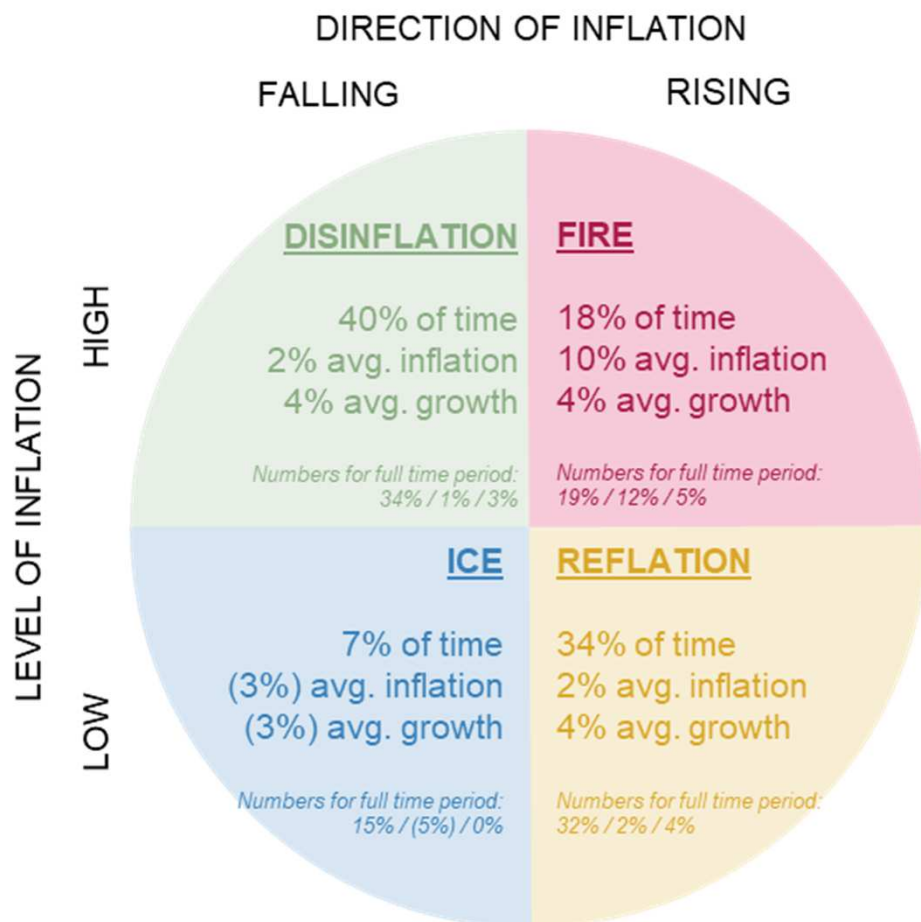 DIRECTION OF INFLATION
FALLING
RISING
LEVEL OF INFLATION
HIGH
LOW
DISINFLATION
40% of time
2% avg. inflation
4% avg. growth
Numbers for full time period:
34% / 1% / 3%
FIRE
18% of time
10% avg. inflation
4% avg. growth
Numbers for full time period:
19% / 12% / 5%
ICE
7% of time
(3%) avg. inflation
(3%) avg. growth
Numbers for full time period:
15% / (5%) / 0%
REFLATION
34% of time
2% avg. inflation
4% avg. growth
Numbers for full time period:
32% / 2% / 4%